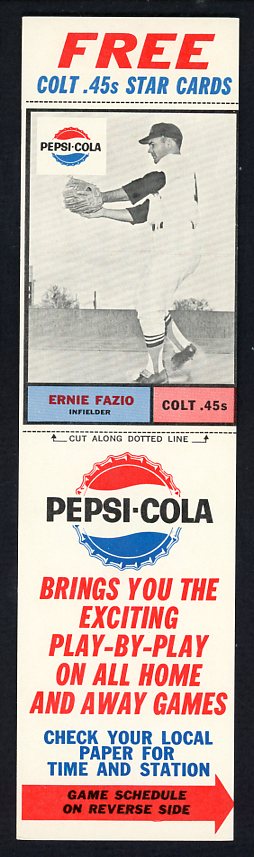 FREE
COLT .45s STAR CARDS
PEPSI-COLA
ERNIE FAZIO
INFIELDER
COLT .45s
CUT ALONG DOTTED LINE
PEPSI-COLA
BRINGS YOU THE
EXCITING
PLAY-BY-PLAY
ON ALL HOME
AND AWAY GAMES
CHECK YOUR LOCAL
PAPER FOR
TIME AND STATION
GAME SCHEDULE
ON REVERSE SIDE